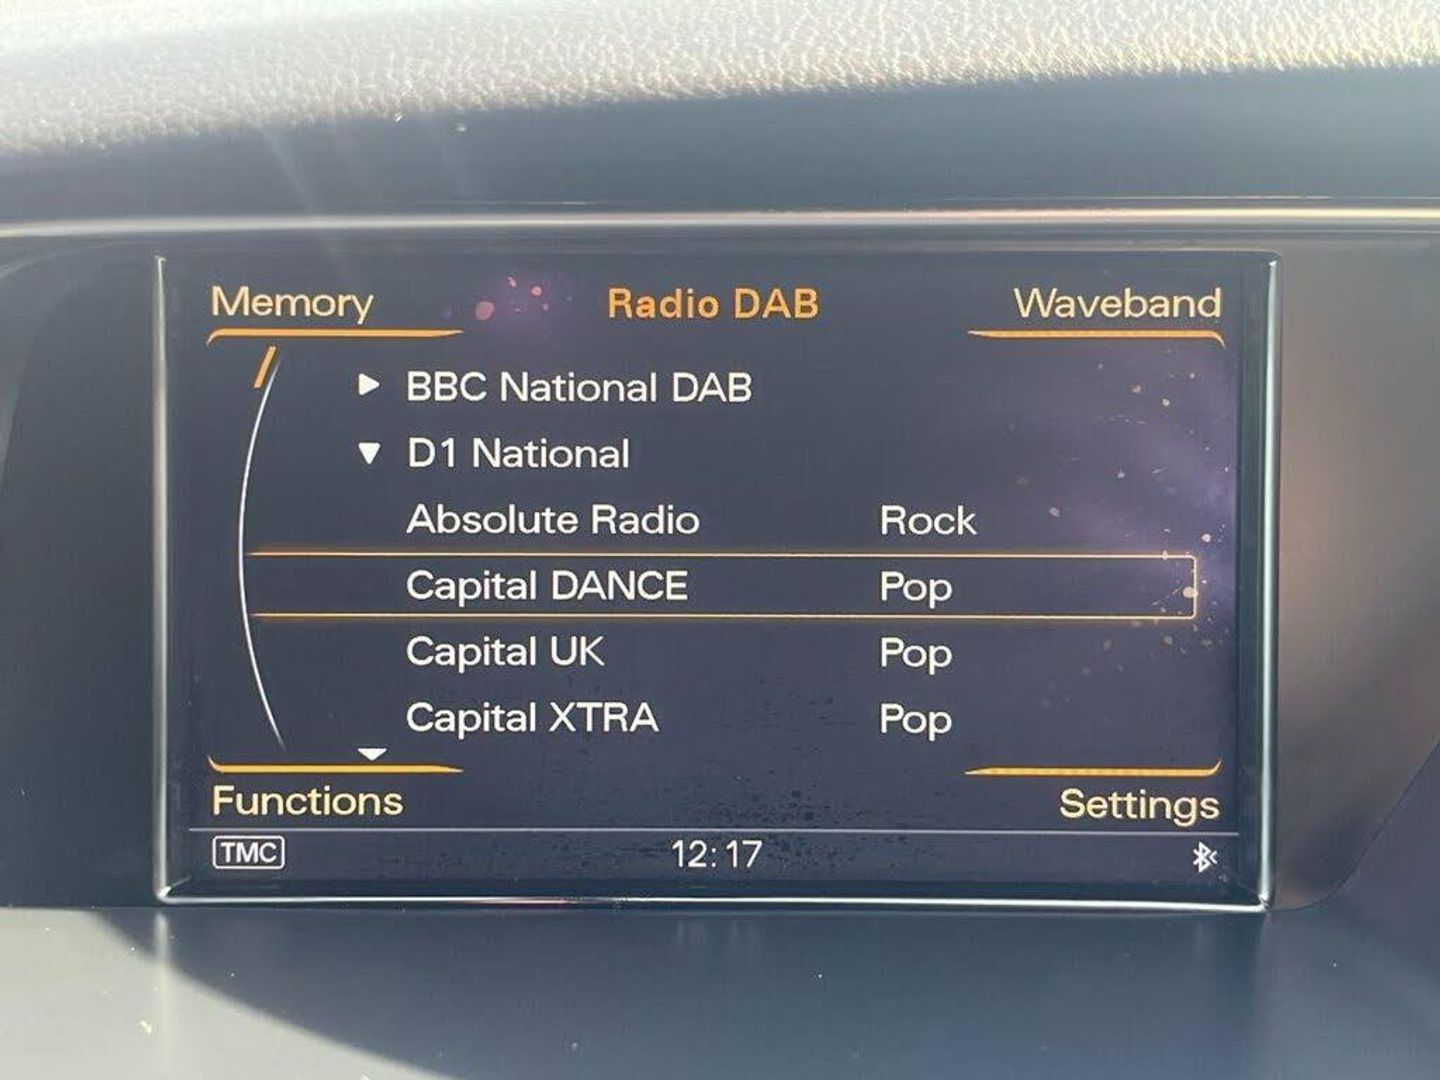 Memory Radio DAB Waveband
BBC National DAB
D1 National
Absolute Radio Rock
Capital DANCE Pop
Capital UK Pop
Capital XTRA Pop
Functions Settings
TMC 12:17